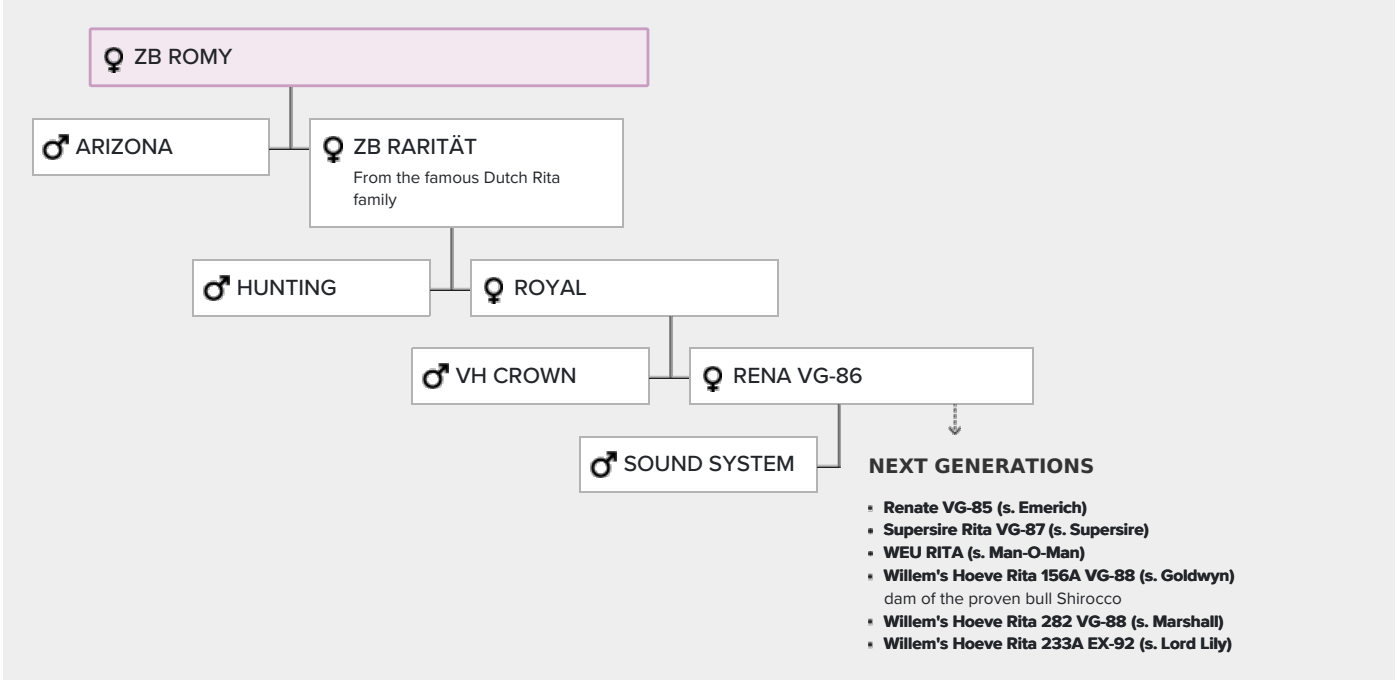 ZB ROMY
ARIZONA
ZB RARITÄT
From the famous Dutch Rita
family
HUNTING
ROYAL
VH CROWN
RENA VG-86
SOUND SYSTEM
NEXT GENERATIONS
Renate VG-85 (s. Emerich)
Supersire Rita VG-87 (s. Supersire)
WEU RITA (s. Man-O-Man)
Willem's Hoeve Rita 156A VG-88 (s. Goldwyn)
dam of the proven bull Shirocco
Willem's Hoeve Rita 282 VG-88 (s. Marshall)
Willem's Hoeve Rita 233A EX-92 (s. Lord Lily)